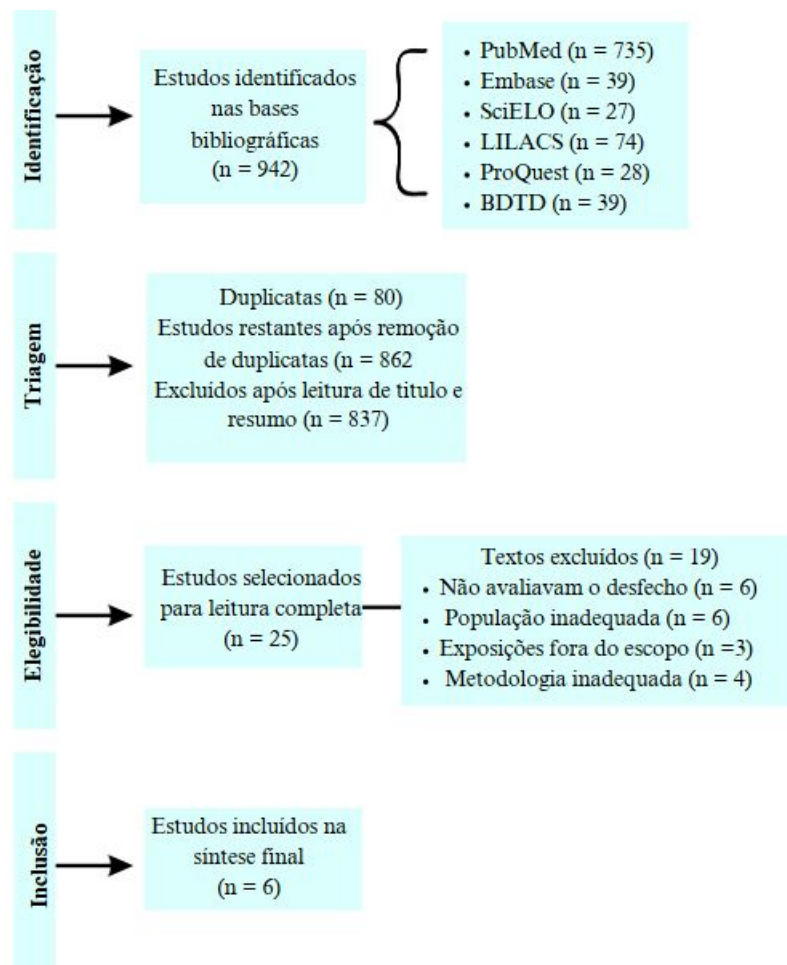 Identificação
Estudos identificados
nas bases
bibliográficas
(n = 942)
• PubMed (n = 735)
• Embase (n = 39)
• SciELO (n = 27)
• LILACS (n = 74)
• ProQuest (n = 28)
• BDTD (n = 39)
Triagem
Duplicatas (n = 80)
Estudos restantes após remoção
de duplicatas (n = 862
Excluídos após leitura de titulo e
resumo (n = 837)
Elegibilidade
Estudos selecionados
para leitura completa
(n = 25)
Textos excluídos (n = 19)
• Não avaliavam o desfecho (n = 6)
• População inadequada (n = 6)
• Exposições fora do escopo (n =3)
• Metodologia inadequada (n = 4)
Inclusão
Estudos incluídos na
síntese final
(n = 6)